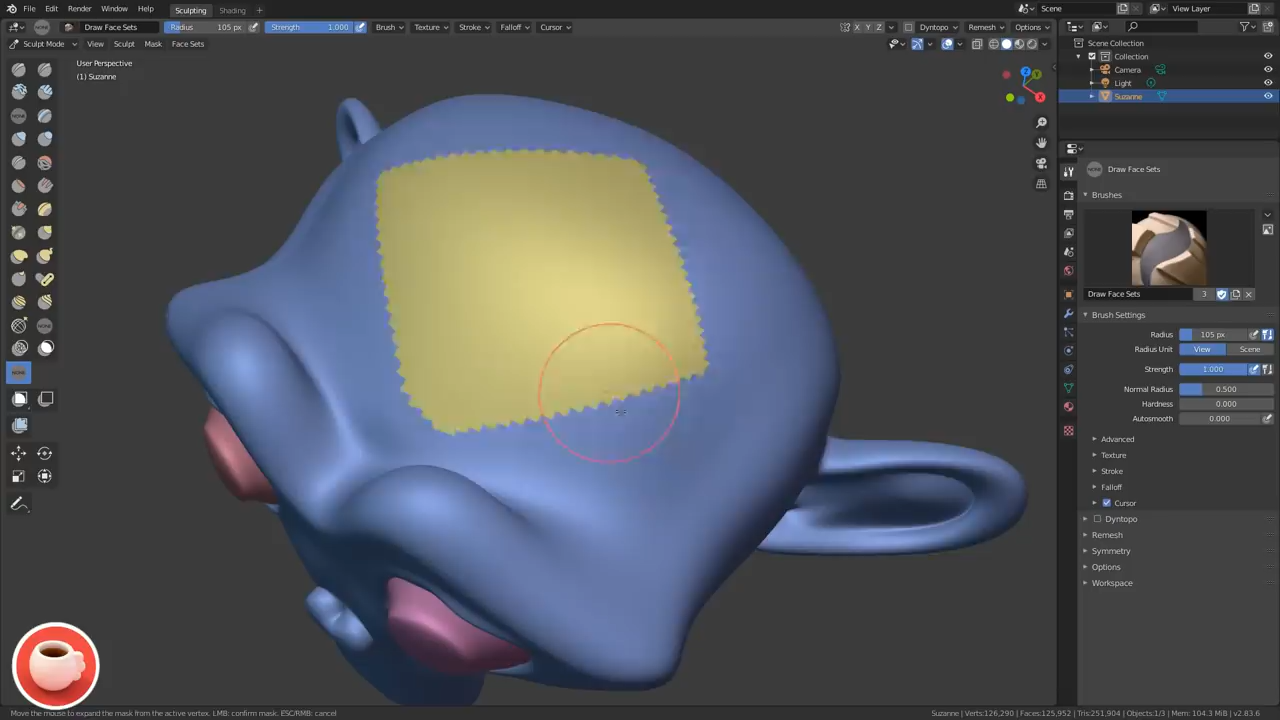 File Edit Render Window Help Sculpting Shading + Scene View Layer
Draw Face Sets Radius 105 px Strength 1.000 Brush Texture Stroke Falloff Cursor X Y Z Dyntopo Remesh Options
Sculpt Mode View Sculpt Mask Face Sets
User Perspective
(1) Suzanne
Z
Y
X
NONE
Scene Collection
Collection
Camera
Light
Suzanne
Draw Face Sets
Brushes
Draw Face Sets 3
Brush Settings
Radius 105 px
Radius Unit View Scene
Strength 1.000
Normal Radius 0.500
Hardness 0.000
Autosmooth 0.000
Advanced
Texture
Stroke
Falloff
Cursor
Dyntopo
Remesh
Symmetry
Options
Workspace
Move the mouse to expand the mask from the active vertex. LMB: confirm mask. ESC/RMB: cancel
Suzanne | Verts:126,290 | Faces:125,952 | Tris:251,904 | Objects:1/3 | Mem: 104.3 MiB | v2.83.6